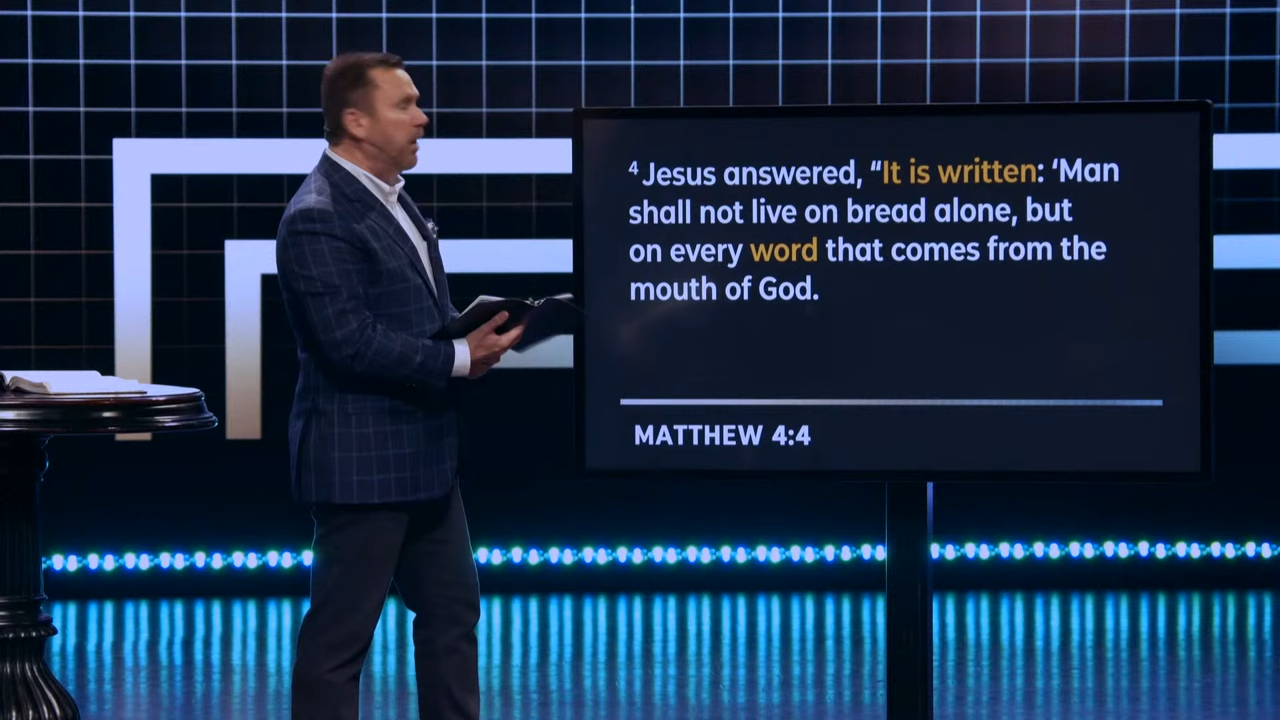 ⁴ Jesus answered, “It is written: ‘Man
shall not live on bread alone, but
on every word that comes from the
mouth of God.
MATTHEW 4:4